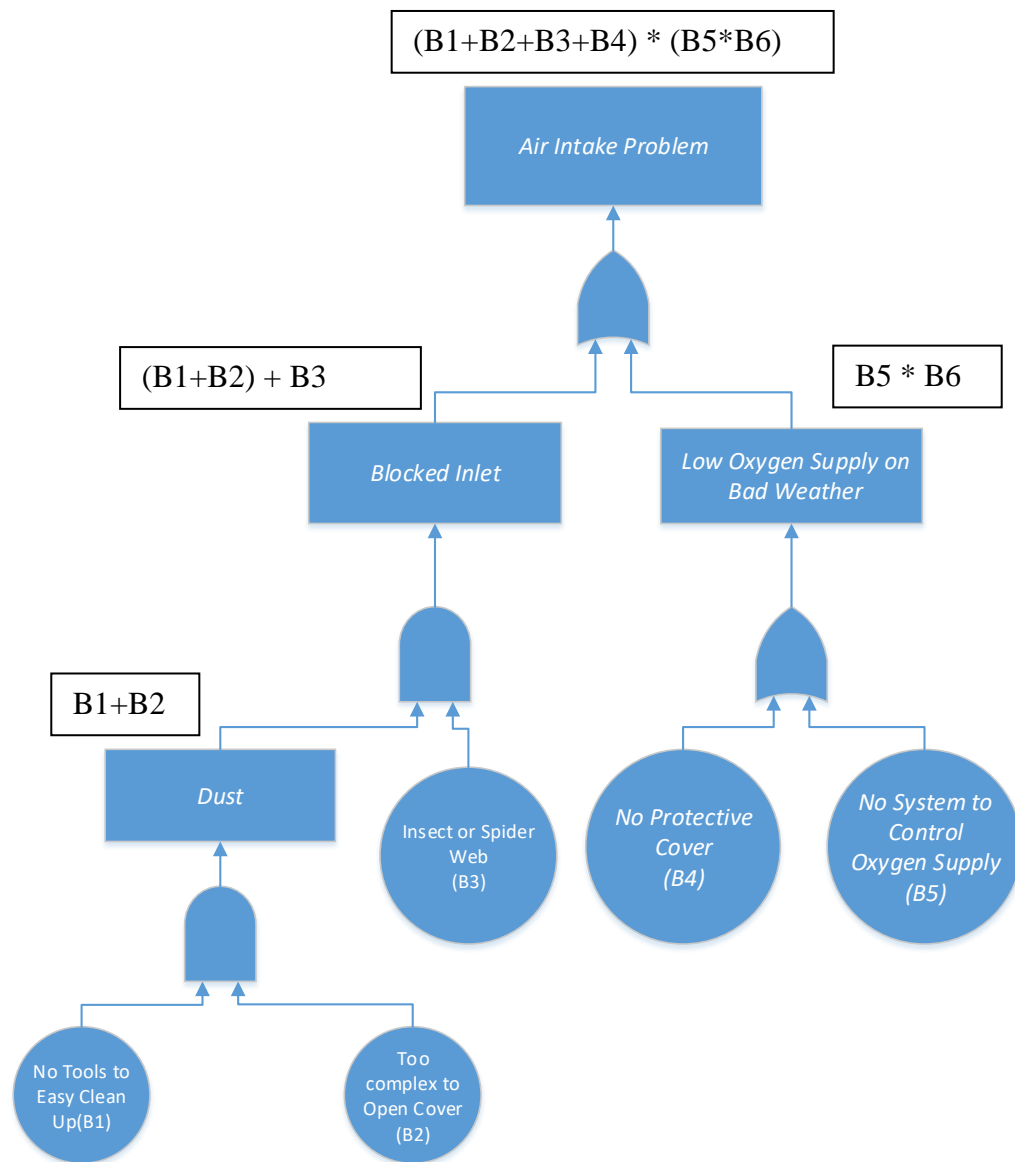 (B1+B2+B3+B4) * (B5*B6)
Air Intake Problem
(B1+B2) + B3
B5 * B6
Blocked Inlet
Low Oxygen Supply on
Bad Weather
B1+B2
Dust
Insect or Spider
Web
(B3)
No Protective
Cover
(B4)
No System to
Control
Oxygen Supply
(B5)
No Tools to
Easy Clean
Up(B1)
Too
complex to
Open Cover
(B2)